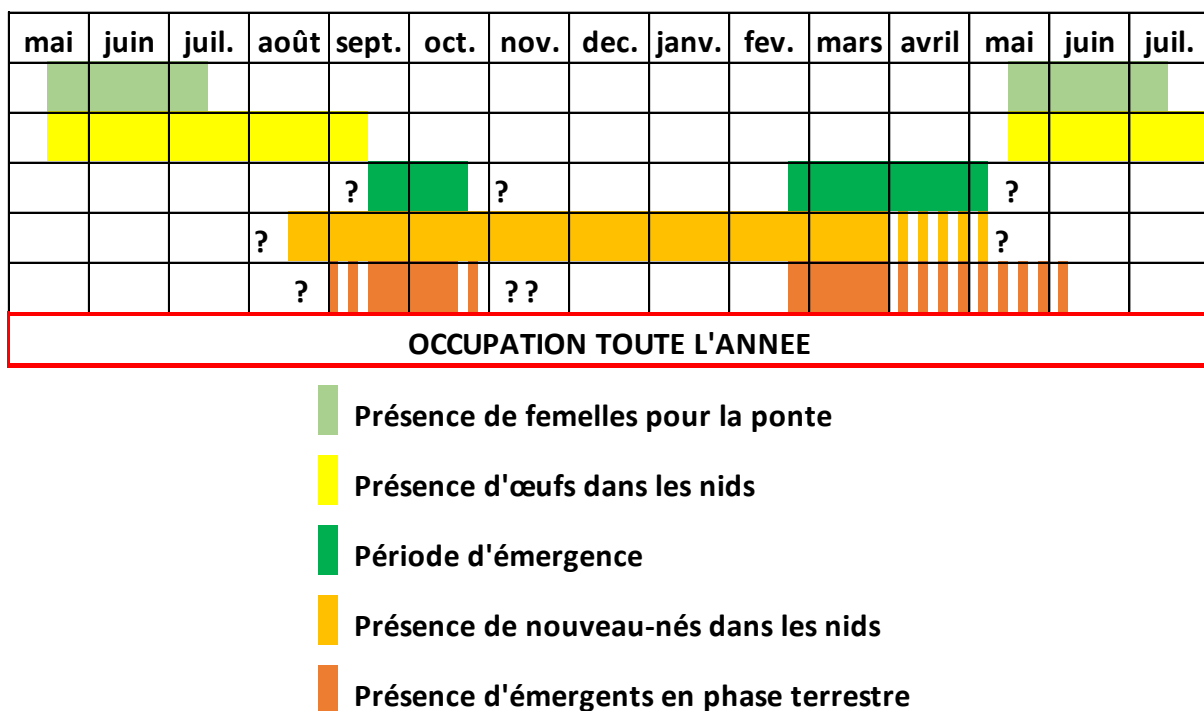 mai juin juil. août sept. oct. nov. dec. janv. fev. mars avril mai juin juil.
? ? ?
? ?
? ? ?
OCCUPATION TOUTE L'ANNEE
Présence de femelles pour la ponte
Présence d'œufs dans les nids
Période d'émergence
Présence de nouveau-nés dans les nids
Présence d'émergents en phase terrestre